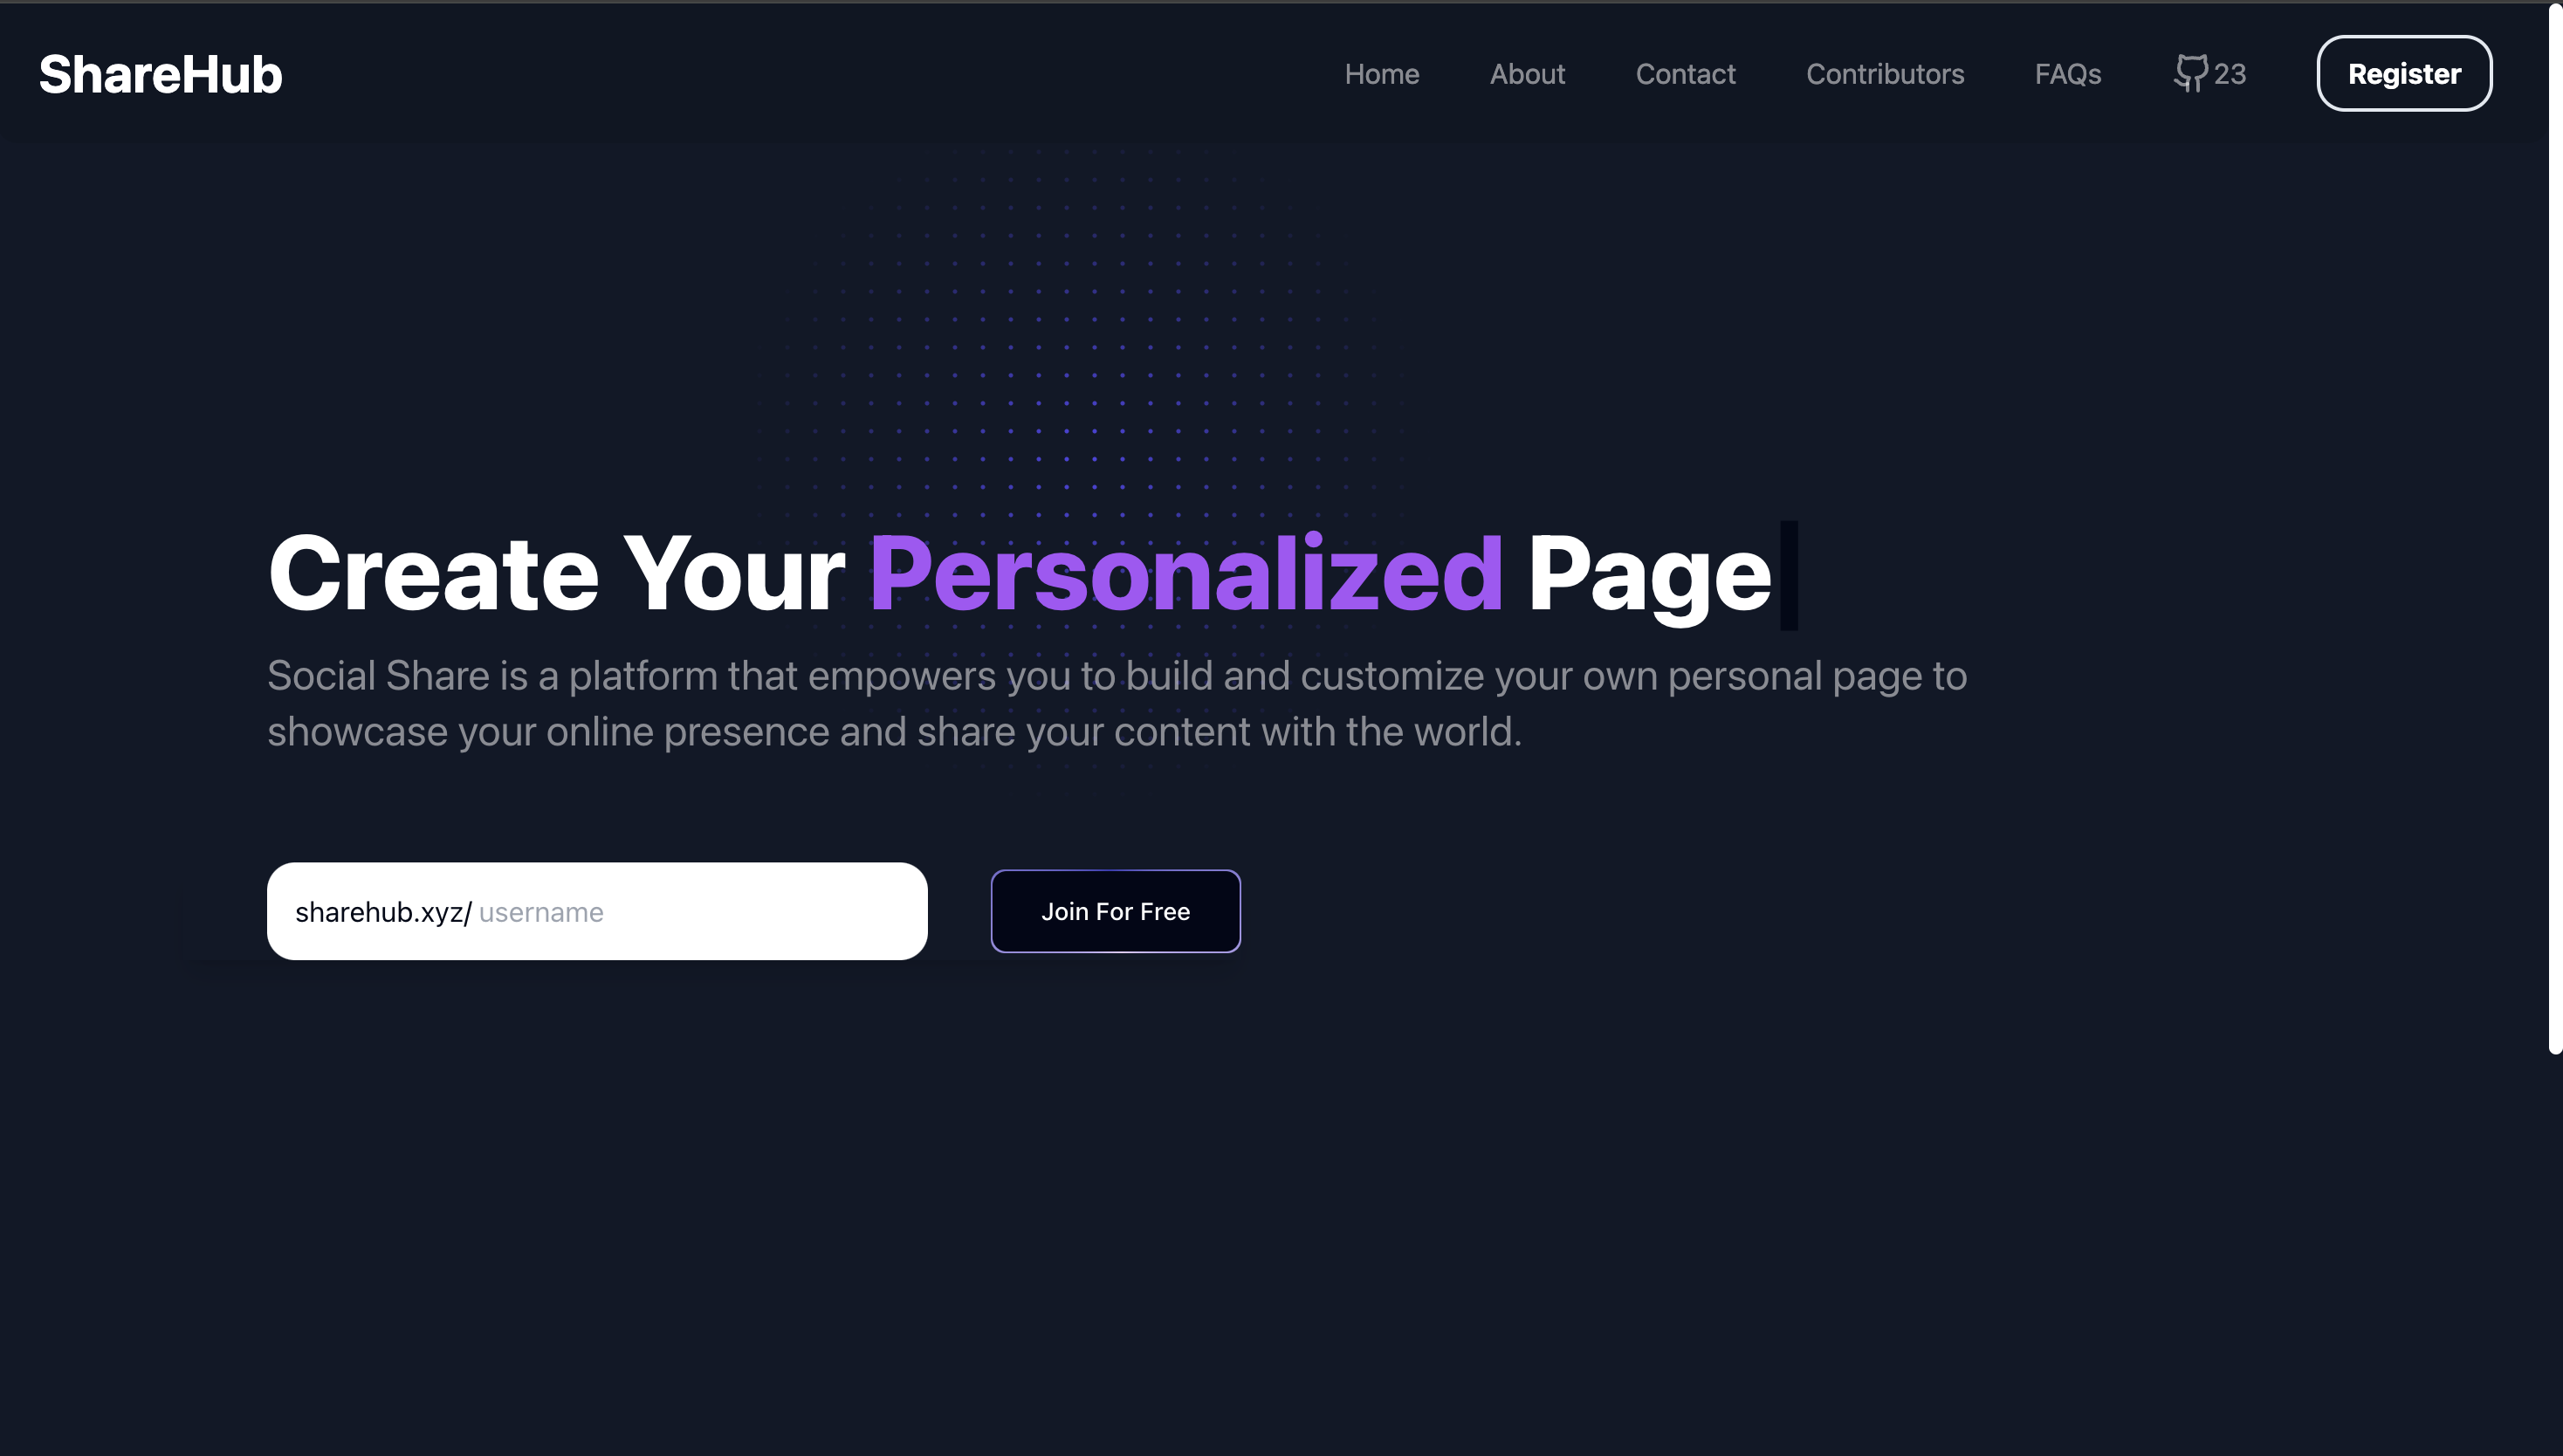 ShareHub
Home
About
Contact
Contributors
FAQs
23
Register
Create Your Personalized Page
Social Share is a platform that empowers you to build and customize your own personal page to
showcase your online presence and share your content with the world.
sharehub.xyz/ username
Join For Free